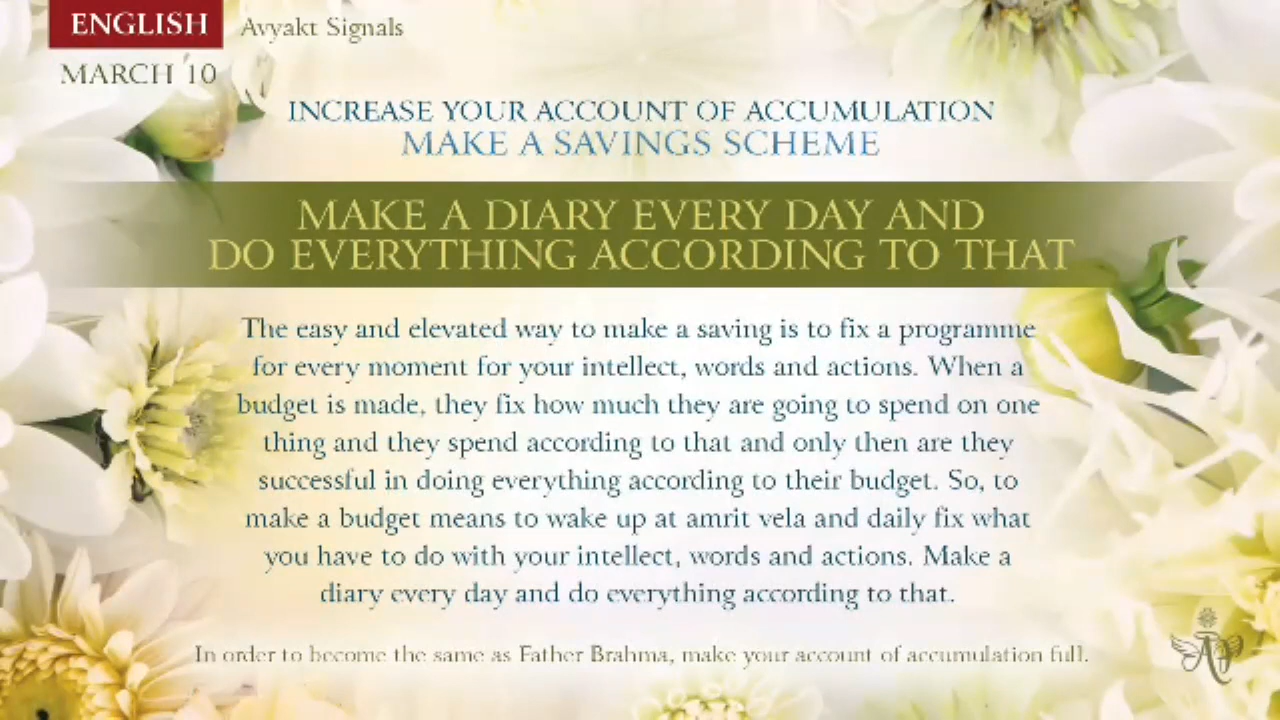 ENGLISH Avyakt Signals
MARCH 10
INCREASE YOUR ACCOUNT OF ACCUMULATION
MAKE A SAVINGS SCHEME
MAKE A DIARY EVERY DAY AND
DO EVERYTHING ACCORDING TO THAT
The easy and elevated way to make a saving is to fix a programme
for every moment for your intellect, words and actions. When a
budget is made, they fix how much they are going to spend on one
thing and they spend according to that and only then are they
successful in doing everything according to their budget. So, to
make a budget means to wake up at amrit vela and daily fix what
you have to do with your intellect, words and actions. Make a
diary every day and do everything according to that.
In order to become the same as Father Brahma, make your account of accumulation full.